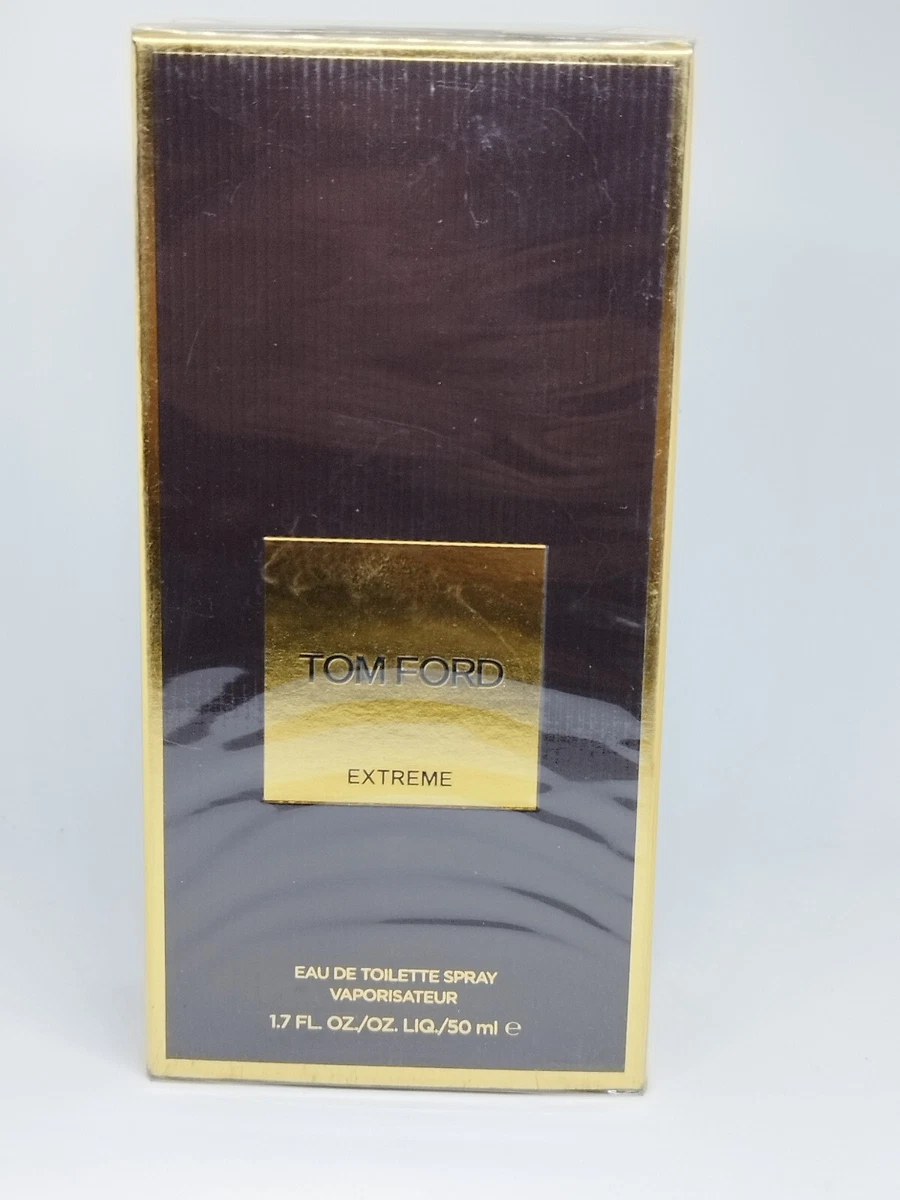 TOM FORD
EXTREME
EAU DE TOILETTE SPRAY
VAPORISATEUR
1.7 FL. OZ./OZ. LIQ./50 ml ℮